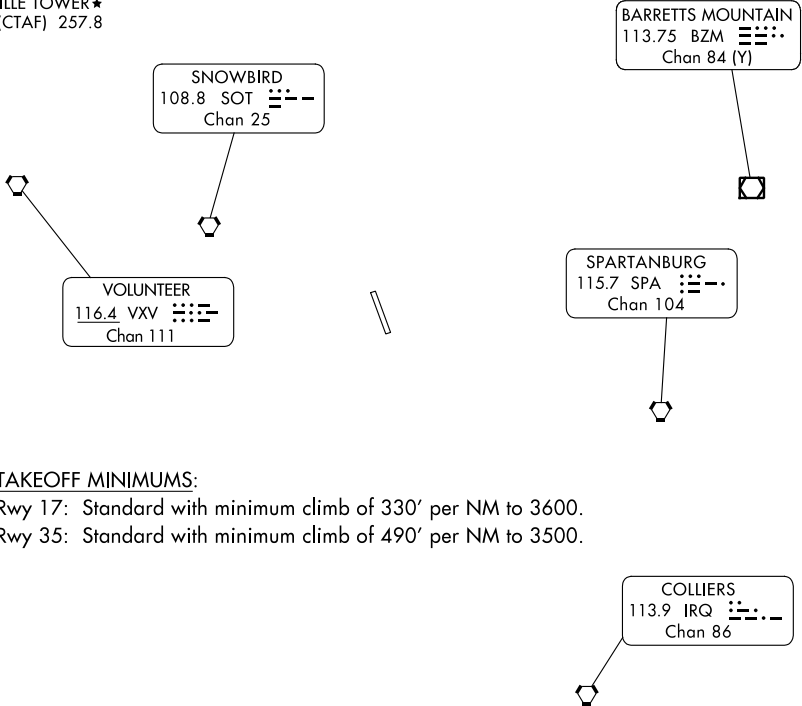 (CTAF) 257.8
BARRETTS MOUNTAIN
113.75 BZM
Chan 84 (Y)
SNOWBIRD
108.8 SOT
Chan 25
VOLUNTEER
116.4 VXV
Chan 111
SPARTANBURG
115.7 SPA
Chan 104
TAKEOFF MINIMUMS:
Rwy 17: Standard with minimum climb of 330' per NM to 3600.
Rwy 35: Standard with minimum climb of 490' per NM to 3500.
COLLIERS
113.9 IRQ
Chan 86